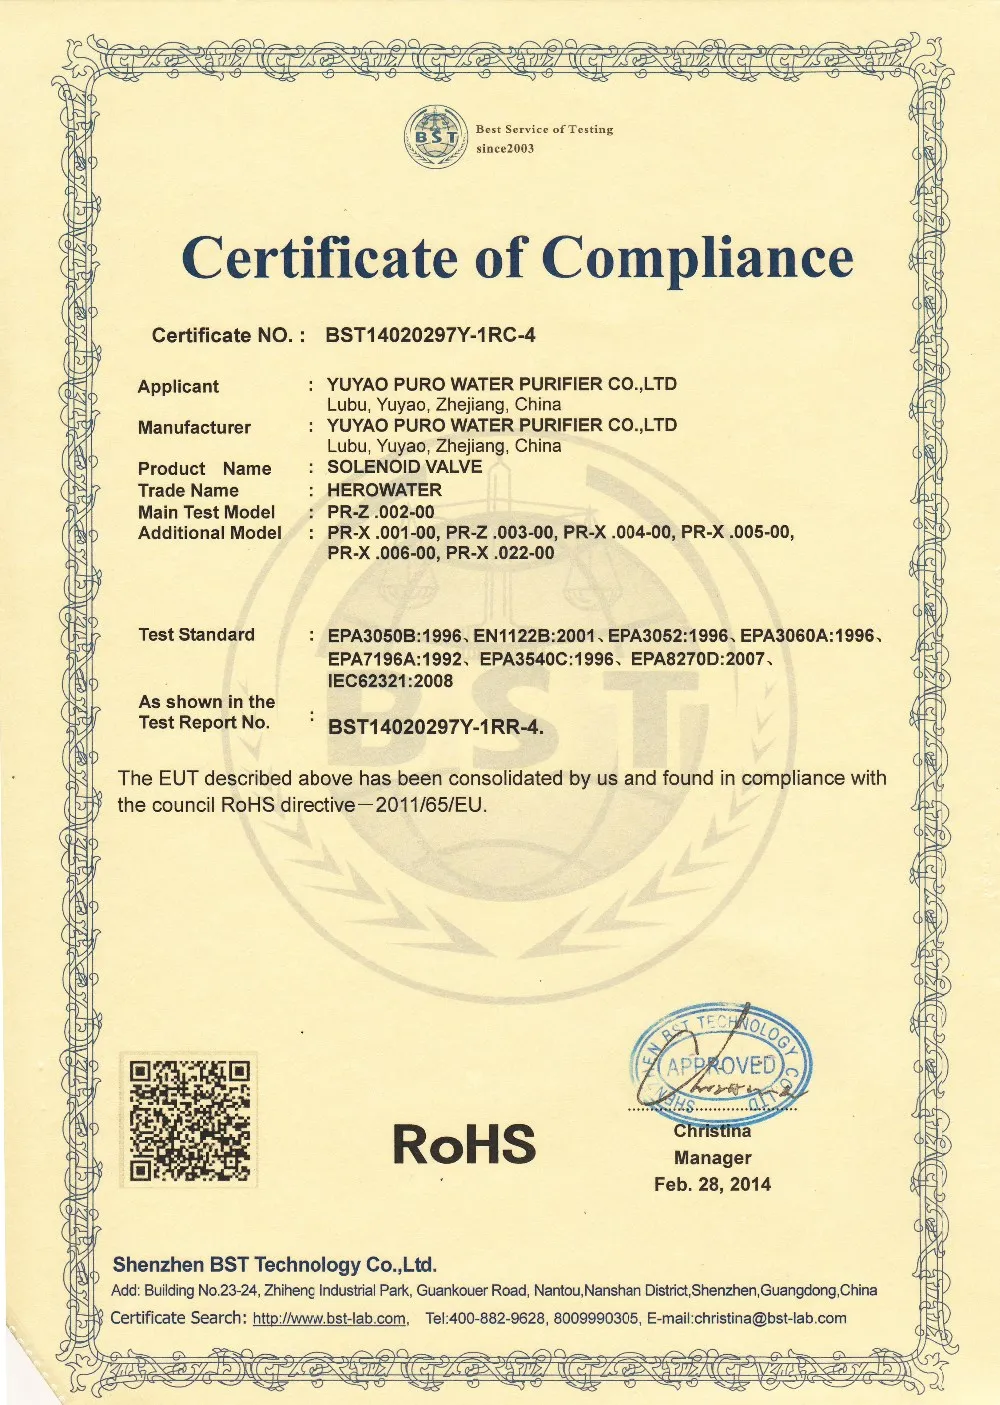 BST
Best Service of Testing
since2003
Certificate of Compliance
Certificate NO. : BST14020297Y-1RC-4
Applicant : YUYAO PURO WATER PURIFIER CO.,LTD
Lubu, Yuyao, Zhejiang, China
Manufacturer : YUYAO PURO WATER PURIFIER CO.,LTD
Lubu, Yuyao, Zhejiang, China
Product Name : SOLENOID VALVE
Trade Name : HEROWATER
Main Test Model : PR-Z .002-00
Additional Model : PR-X .001-00, PR-Z .003-00, PR-X .004-00, PR-X .005-00,
PR-X .006-00, PR-X .022-00
Test Standard : EPA3050B:1996、EN1122B:2001、EPA3052:1996、EPA3060A:1996、
EPA7196A:1992、EPA3540C:1996、EPA8270D:2007、
IEC62321:2008
As shown in the
Test Report No. : BST14020297Y-1RR-4.
BST
The EUT described above has been consolidated by us and found in compliance with
the council RoHS directive－2011/65/EU.
SHENZHEN BST TECHNOLOGY CO.,LTD
APPROVED
RoHS
Christina
Manager
Feb. 28, 2014
Shenzhen BST Technology Co.,Ltd.
Add: Building No.23-24, Zhiheng Industrial Park, Guankouer Road, Nantou,Nanshan District,Shenzhen,Guangdong,China
Certificate Search: http://www.bst-lab.com, Tel:400-882-9628, 8009990305, E-mail:christina@bst-lab.com